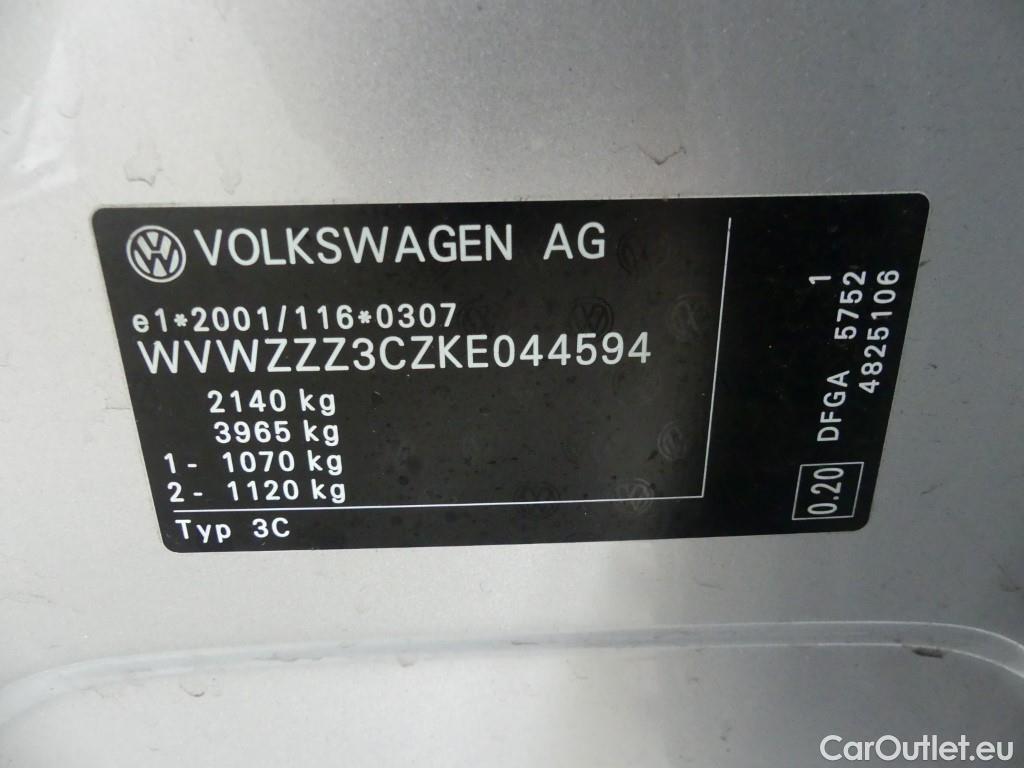 VOLKSWAGEN AG
e1*2001/116*0307
WVWZZZ3CZKE044594
2140 kg
3965 kg
1- 1070 kg
2- 1120 kg
Typ 3C
0.20 DFGA 5752 1
4825106
CarOutlet.eu